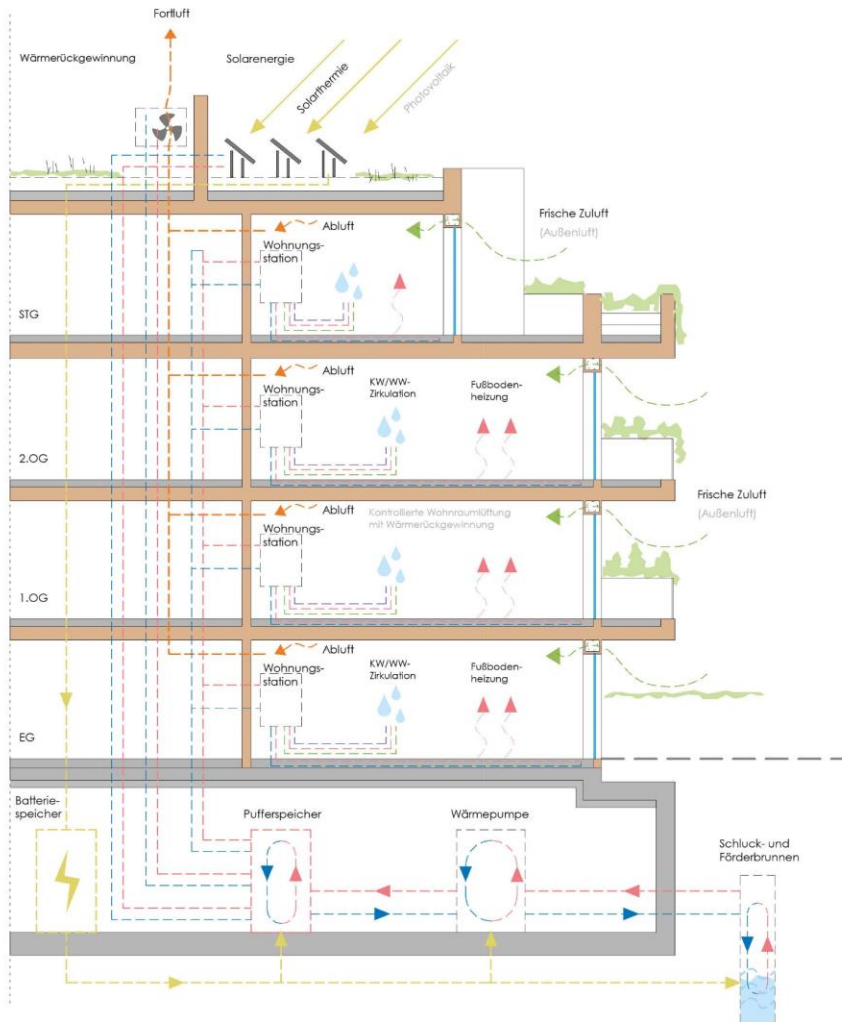 Fortluft
Wärmerückgewinnung
Solarenergie
Solarthermie
Photovoltaik
Abluft
Frische Zuluft
(Außenluft)
Wohnungs-
station
STG
Abluft
Wohnungs-
station
KW/WW-
Zirkulation
Fußboden-
heizung
2.OG
Frische Zuluft
(Außenluft)
Abluft
Kontrollierte Wohnraumlüftung
mit Wärmerückgewinnung
Wohnungs-
station
1.OG
Abluft
Wohnungs-
station
KW/WW-
Zirkulation
Fußboden-
heizung
EG
Batterie-
speicher
Pufferspeicher
Wärmepumpe
Schluck- und
Förderbrunnen